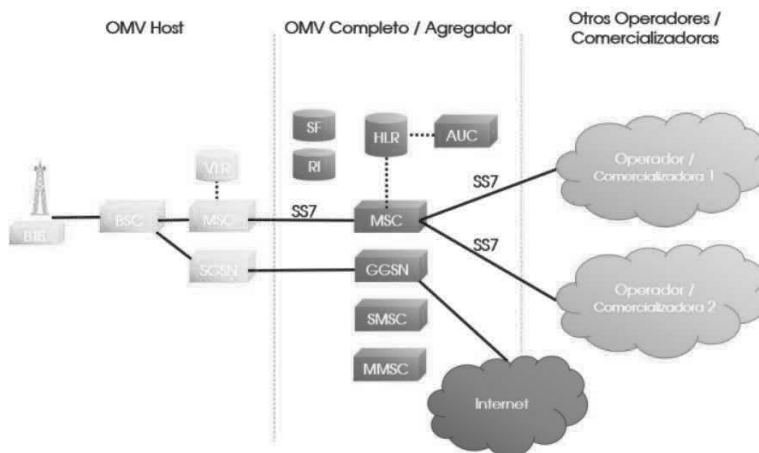 OMV Host
OMV Completo / Agregador
Otros Operadores /
Comercializadoras
SF
HLR
AUC
RI
VLR
Operador /
Comercializadora 1
SS7
BTS
BSC
MSC
SS7
MSC
SS7
SGSN
GGSN
Operador /
Comercializadora 2
SMSC
MMSC
Internet